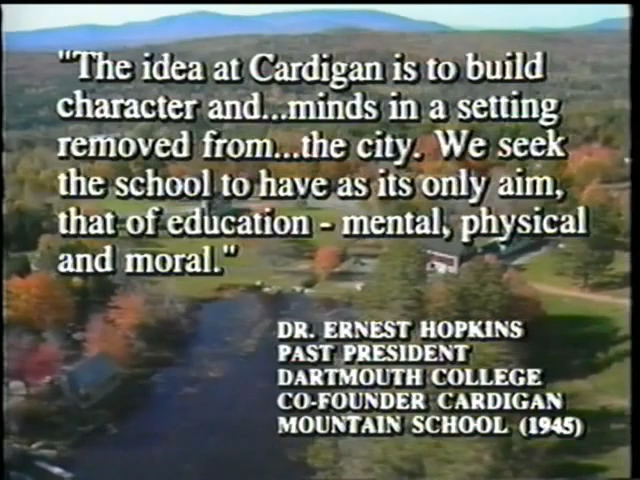 "The idea at Cardigan is to build
character and...minds in a setting
removed from...the city. We seek
the school to have as its only aim,
that of education - mental, physical
and moral."
DR. ERNEST HOPKINS
PAST PRESIDENT
DARTMOUTH COLLEGE
CO-FOUNDER CARDIGAN
MOUNTAIN SCHOOL (1945)